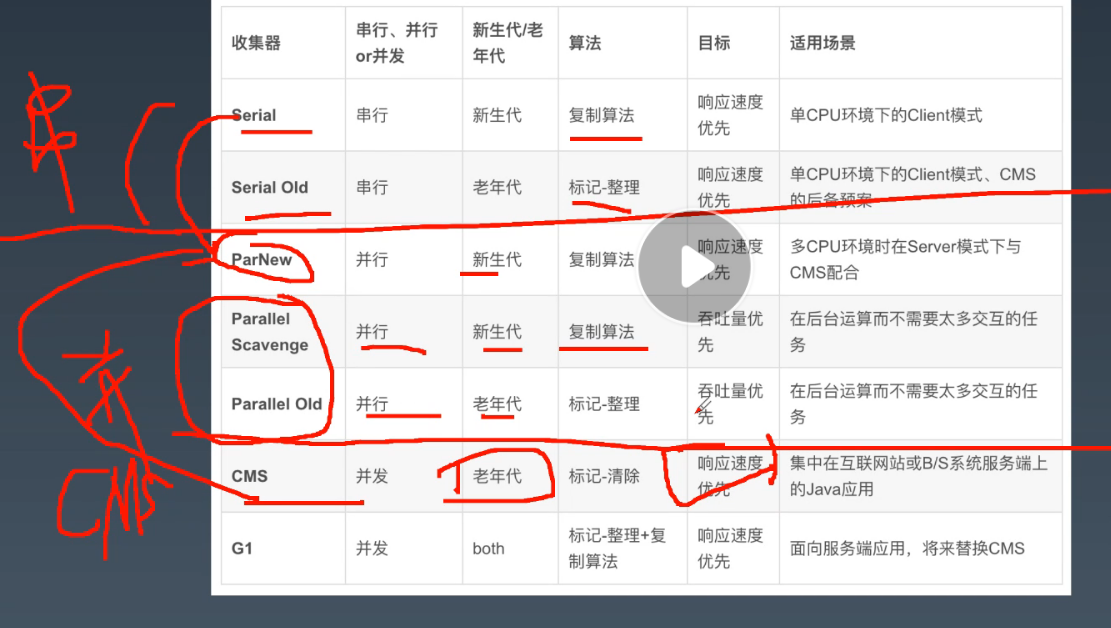 收集器 串行、并行or并发 新生代/老年代 算法 目标 适用场景
Serial 串行 新生代 复制算法 响应速度优先 单CPU环境下的Client模式
Serial Old 串行 老年代 标记-整理 响应速度优先 单CPU环境下的Client模式、CMS的后备预案
ParNew 并行 新生代 复制算法 响应速度优先 多CPU环境时在Server模式下与CMS配合
Parallel Scavenge 并行 新生代 复制算法 吞吐量优先 在后台运算而不需要太多交互的任务
Parallel Old 并行 老年代 标记-整理 吞吐量优先 在后台运算而不需要太多交互的任务
CMS 并发 老年代 标记-清除 响应速度优先 集中在互联网站或B/S系统服务端上的Java应用
G1 并发 both 标记-整理+复制算法 响应速度优先 面向服务端应用，将来替换CMS
串
CMS